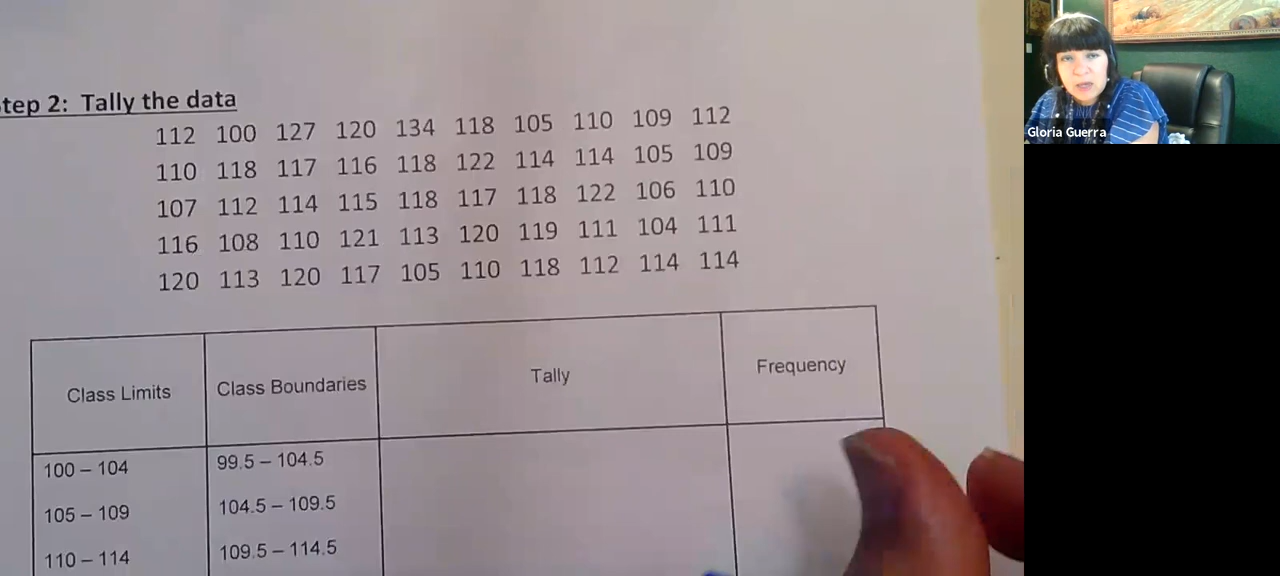 tep 2: Tally the data
112 100 127 120 134 118 105 110 109 112
110 118 117 116 118 122 114 114 105 109
107 112 114 115 118 117 118 122 106 110
116 108 110 121 113 120 119 111 104 111
120 113 120 117 105 110 118 112 114 114
Class Limits Class Boundaries Tally Frequency
100 – 104 99.5 – 104.5
105 – 109 104.5 – 109.5
110 – 114 109.5 – 114.5
Gloria Guerra